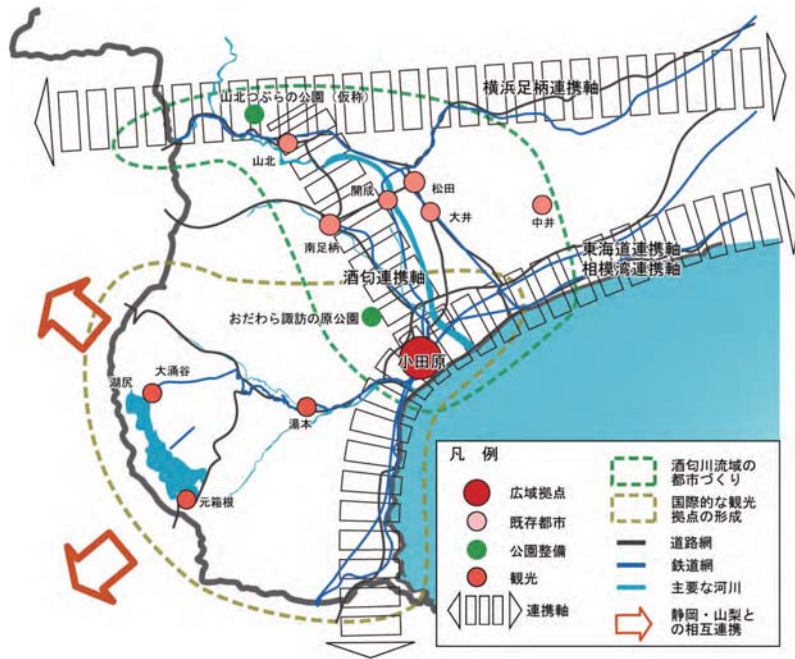 山北つぶらの公園（仮称）
横浜足柄連携軸
山北
松田
開成
大井
中井
南足柄
東海道連携軸
相模湾連携軸
酒匂連携軸
おだわら諏訪の原公園
小田原
大涌谷
湖尻
湯本
元箱根
凡 例
広域拠点
既存都市
公園整備
観光
連携軸
酒匂川流域の
都市づくり
国際的な観光
拠点の形成
道路網
鉄道網
主要な河川
静岡・山梨と
の相互連携